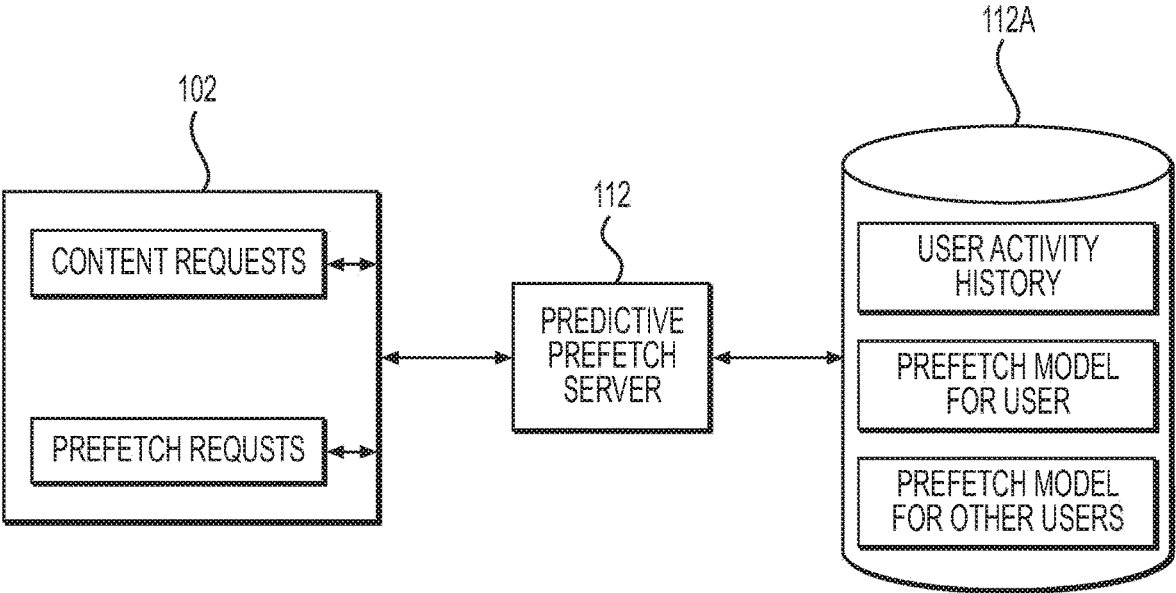 102
CONTENT REQUESTS
PREFETCH REQUSTS
112
PREDICTIVE
PREFETCH
SERVER
112A
USER ACTIVITY
HISTORY
PREFETCH MODEL
FOR USER
PREFETCH MODEL
FOR OTHER USERS